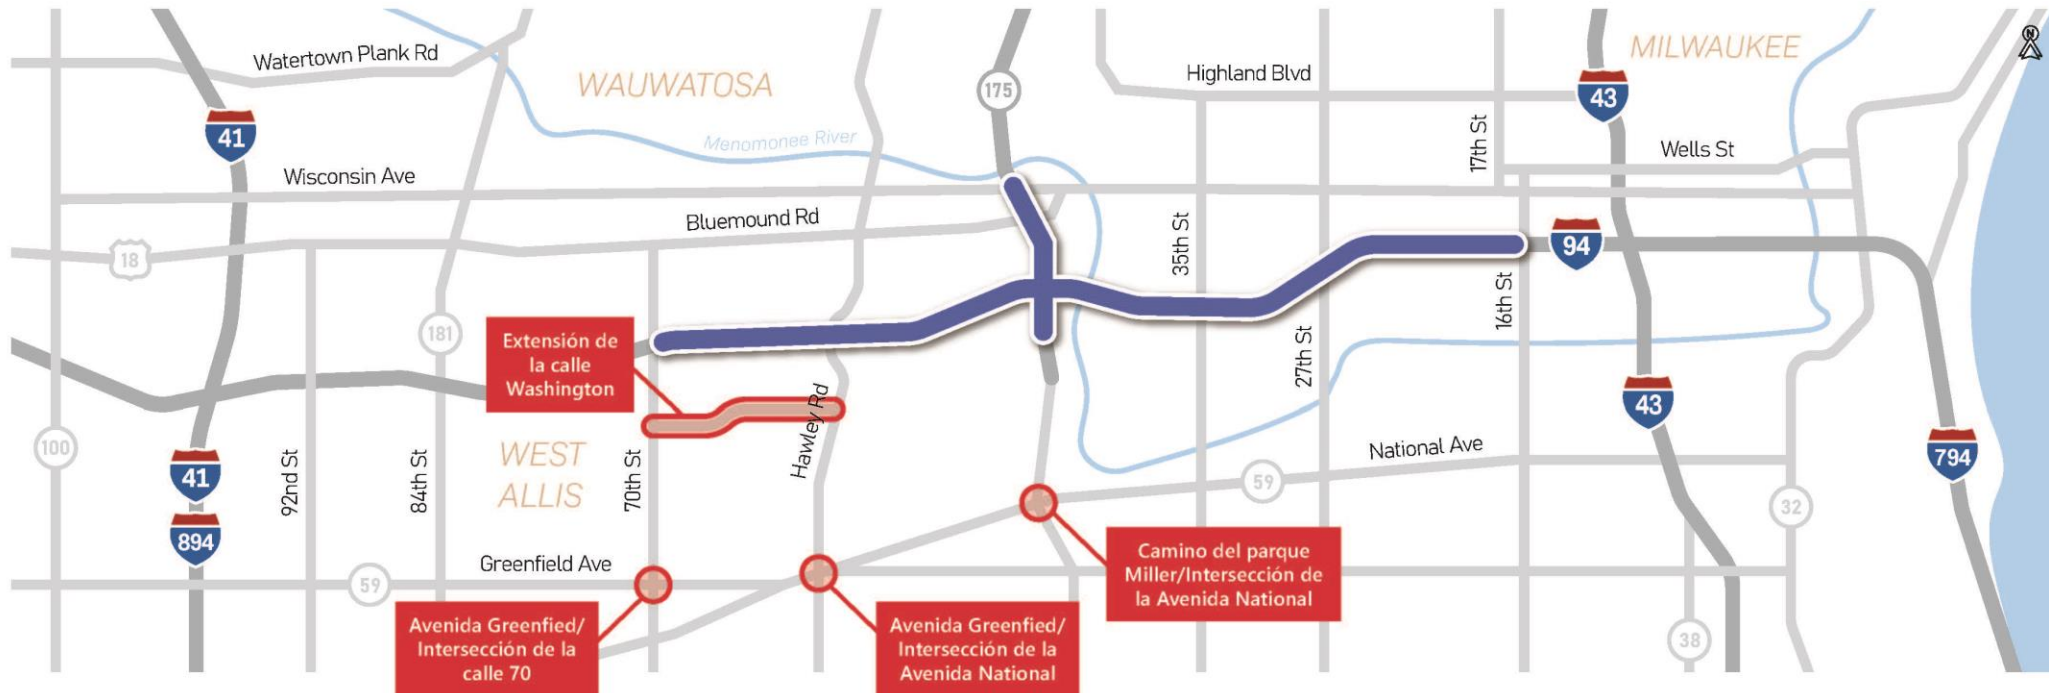 N
MILWAUKEE
Watertown Plank Rd
WAUWATOSA
175
Highland Blvd
43
41
Menomonee River
17th St
Wells St
Wisconsin Ave
Bluemound Rd
18
35th St
94
16th St
181
Extensión de
la calle
Washington
27th St
Hawley Rd
43
100
WEST
ALLIS
41
92nd St
84th St
70th St
National Ave
794
59
32
894
Greenfield Ave
59
Camino del parque
Miller/Intersección de
la Avenida National
Avenida Greenfied/
Intersección de la
calle 70
Avenida Greenfied/
Intersección de la
Avenida National
38